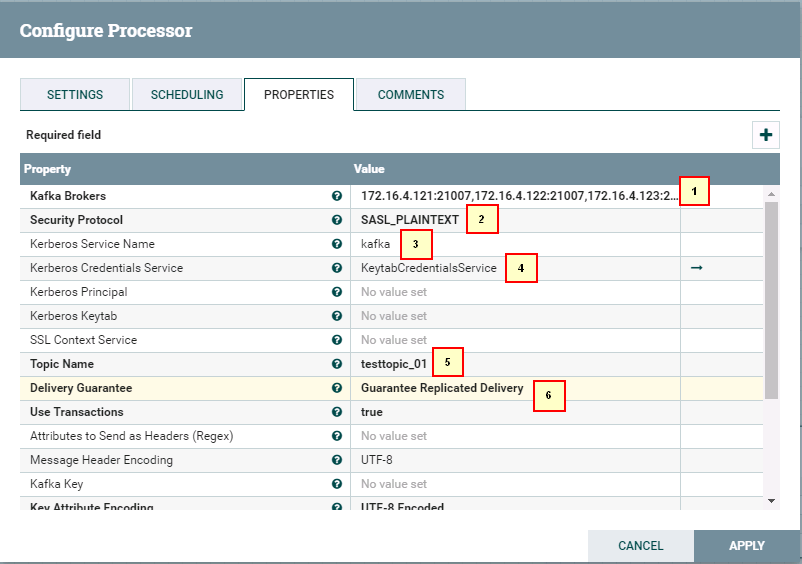 Configure Processor
SETTINGS SCHEDULING PROPERTIES COMMENTS
Required field
Property Value
Kafka Brokers 172.16.4.121:21007,172.16.4.122:21007,172.16.4.123:2... 1
Security Protocol SASL_PLAINTEXT 2
Kerberos Service Name kafka 3
Kerberos Credentials Service KeytabCredentialsService 4
Kerberos Principal No value set
Kerberos Keytab No value set
SSL Context Service No value set
Topic Name testtopic_01 5
Delivery Guarantee Guarantee Replicated Delivery 6
Use Transactions true
Attributes to Send as Headers (Regex) No value set
Message Header Encoding UTF-8
Kafka Key No value set
Key Attribute Encoding UTF-8 Encoded
CANCEL APPLY